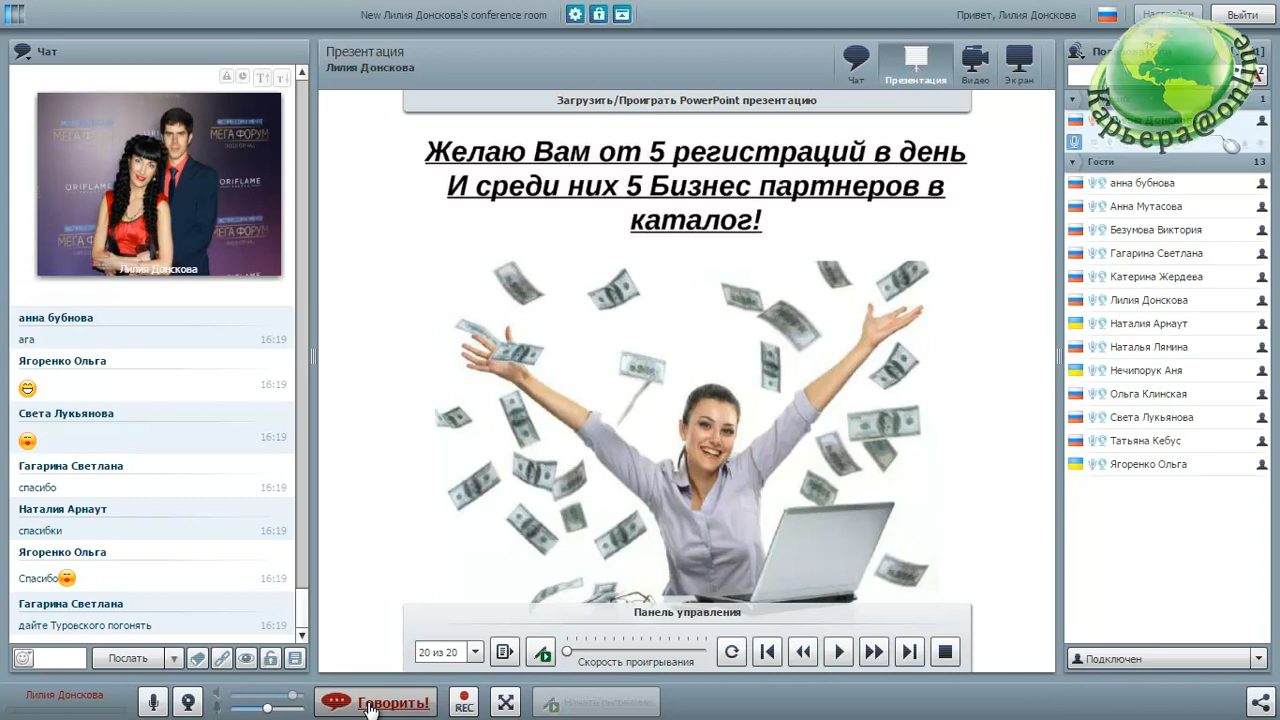 New Лилия Донскова's conference room
Привет, Лилия Донскова
Настройки
Выйти
Чат
ЭКСПРЕСС КАРЬЕРЫ
МЕГА ФОРУМ
ORIFLAME
Лилия Донскова
анна бубнова
ага 16:19
Ягоренко Ольга
16:19
Света Лукьянова
16:19
Гагарина Светлана
спасибо 16:19
Наталия Арнаут
спасибки 16:19
Ягоренко Ольга
Спасибо 16:19
Гагарина Светлана
дайте Туровского погонять 16:19
Послать
Презентация
Лилия Донскова
Чат
Презентация
Видео
Экран
Загрузить/Проиграть PowerPoint презентацию
Желаю Вам от 5 регистраций в день
И среди них 5 Бизнес партнеров в
каталог!
Панель управления
20 из 20
Скорость проигрывания
Карьера@online
1
Гости 13
анна бубнова
Анна Мутасова
Безумова Виктория
Гагарина Светлана
Катерина Жердева
Лилия Донскова
Наталия Арнаут
Наталья Лямина
Нечипорук Аня
Ольга Клинская
Света Лукьянова
Татьяна Кебус
Ягоренко Ольга
Подключен
Лилия Донскова
Говорить!
REC